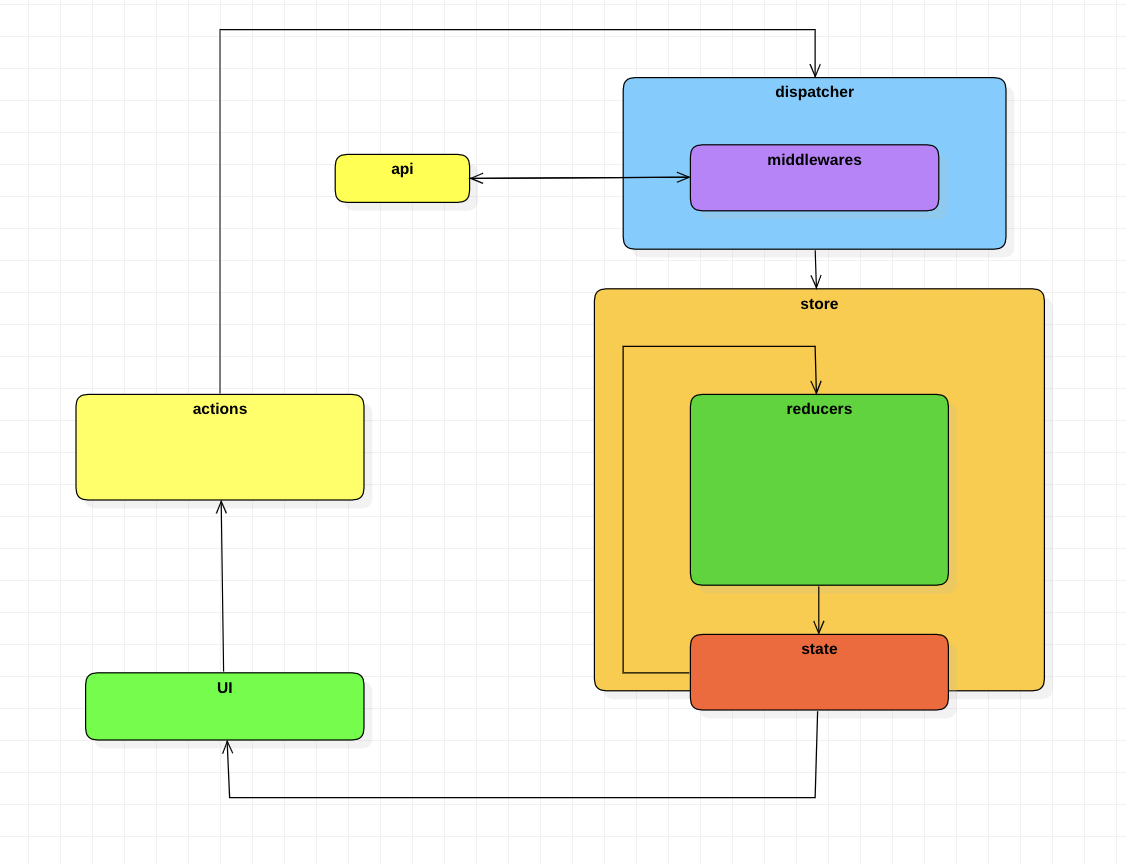 dispatcher
middlewares
api
store
actions
reducers
state
UI